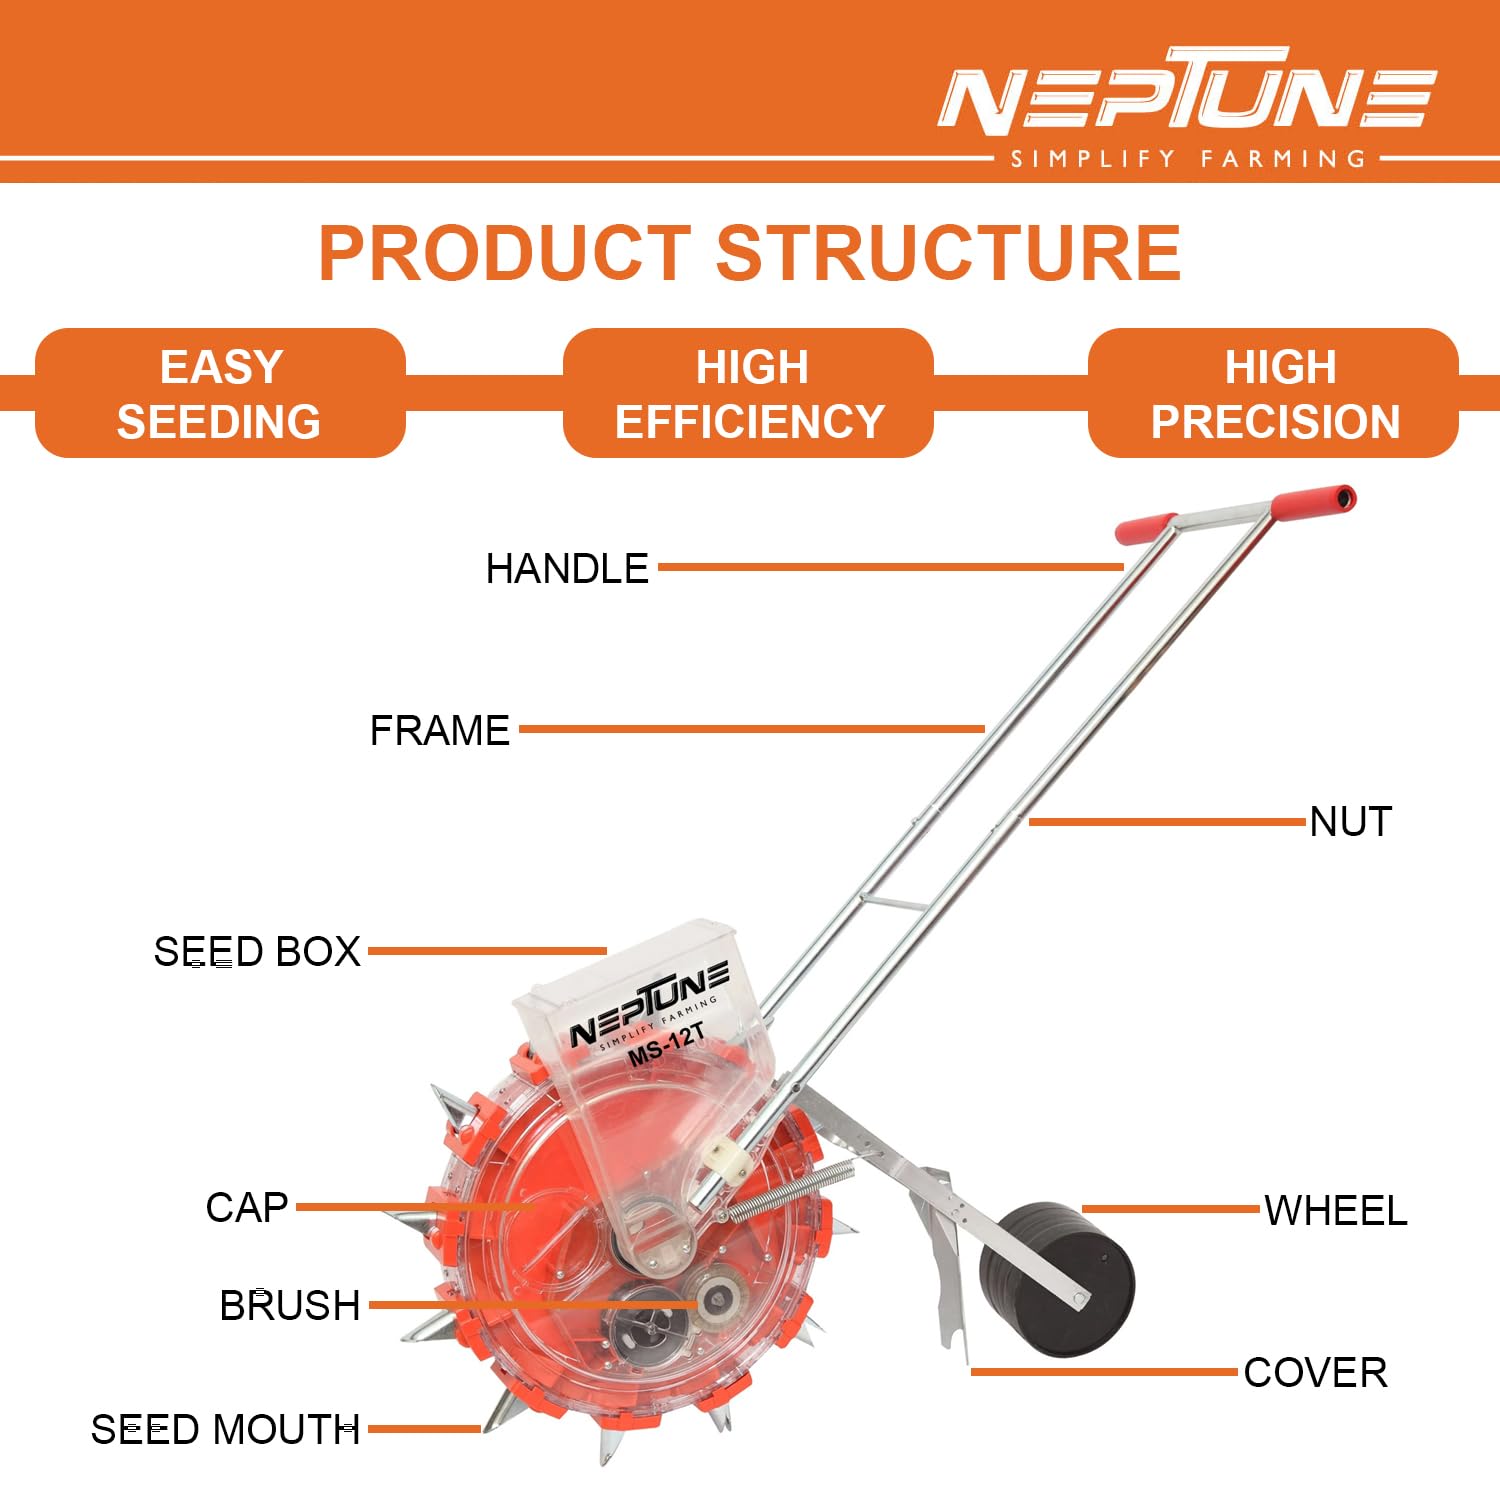 NEPTUNE
SIMPLIFY FARMING
PRODUCT STRUCTURE
EASY
SEEDING
HIGH
EFFICIENCY
HIGH
PRECISION
HANDLE
FRAME
NUT
SEED BOX
NEPTUNE
SIMPLIFY FARMING
MS-12T
CAP
WHEEL
BRUSH
COVER
SEED MOUTH